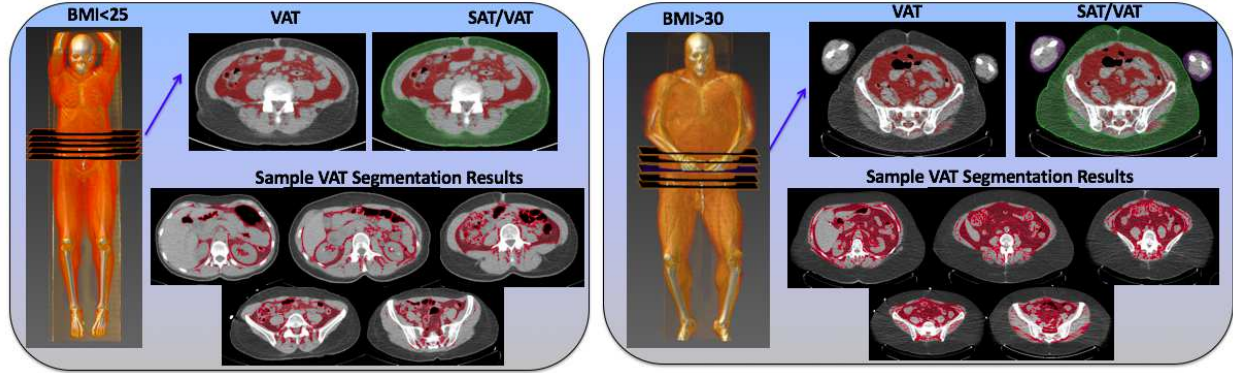 BMI<25
VAT
SAT/VAT
Sample VAT Segmentation Results
BMI>30
VAT
SAT/VAT
Sample VAT Segmentation Results